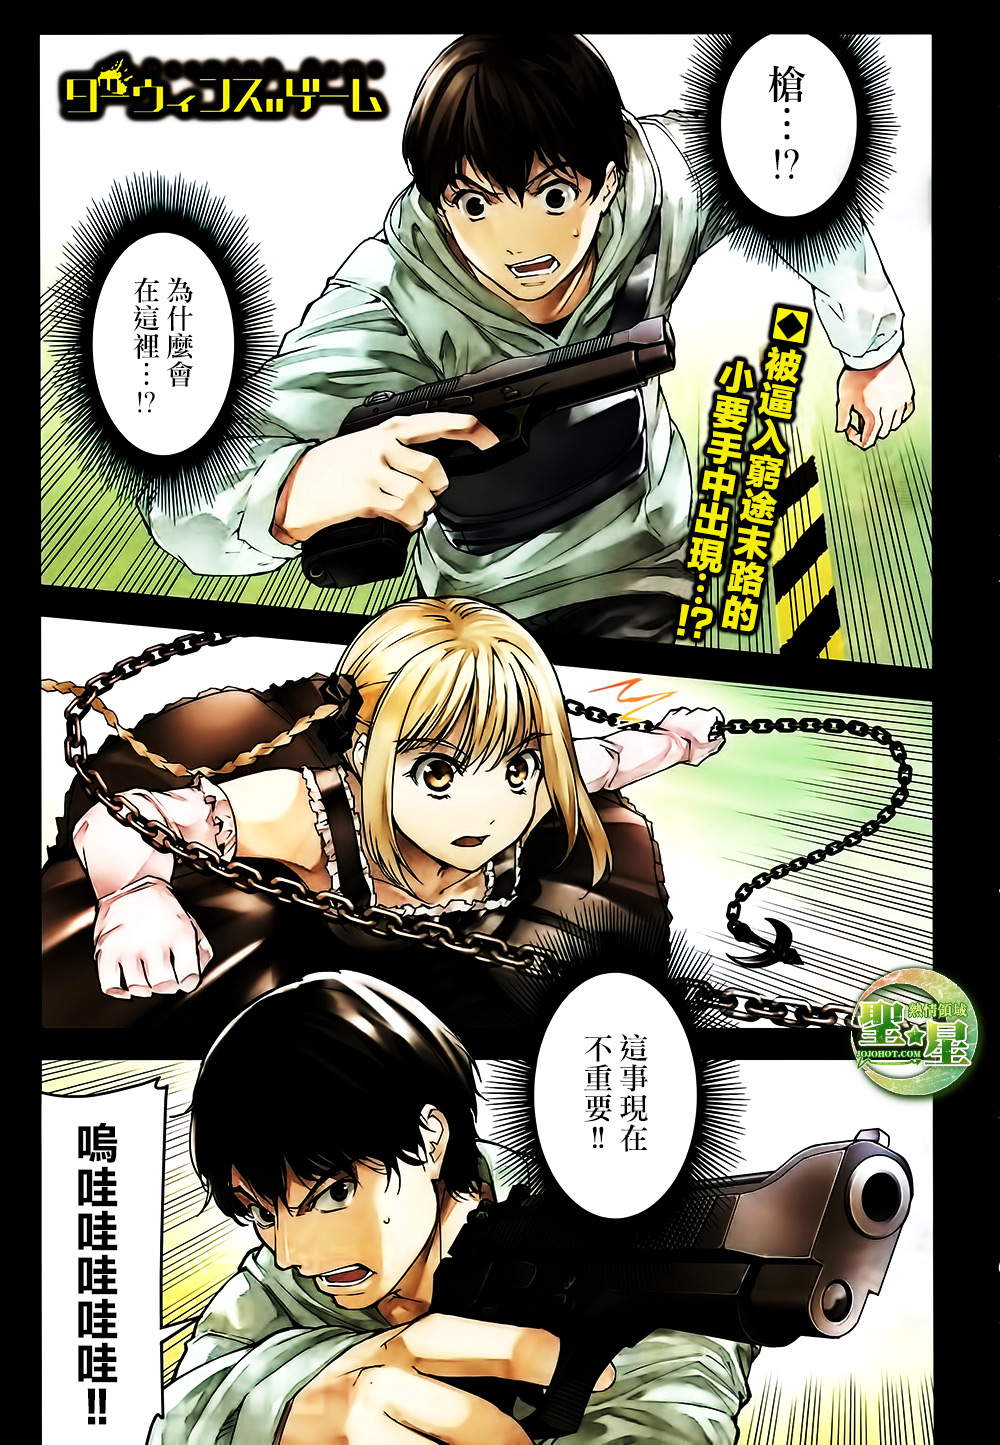 ダーウィンズゲーム
槍…!?
為什麼會
在這裡…!?
被逼入窮途末路的
小要手中出現…!?
這事現在
不重要!!
嗚哇哇哇哇哇!!
熱情領域
聖★星
JOJOHOT.COM